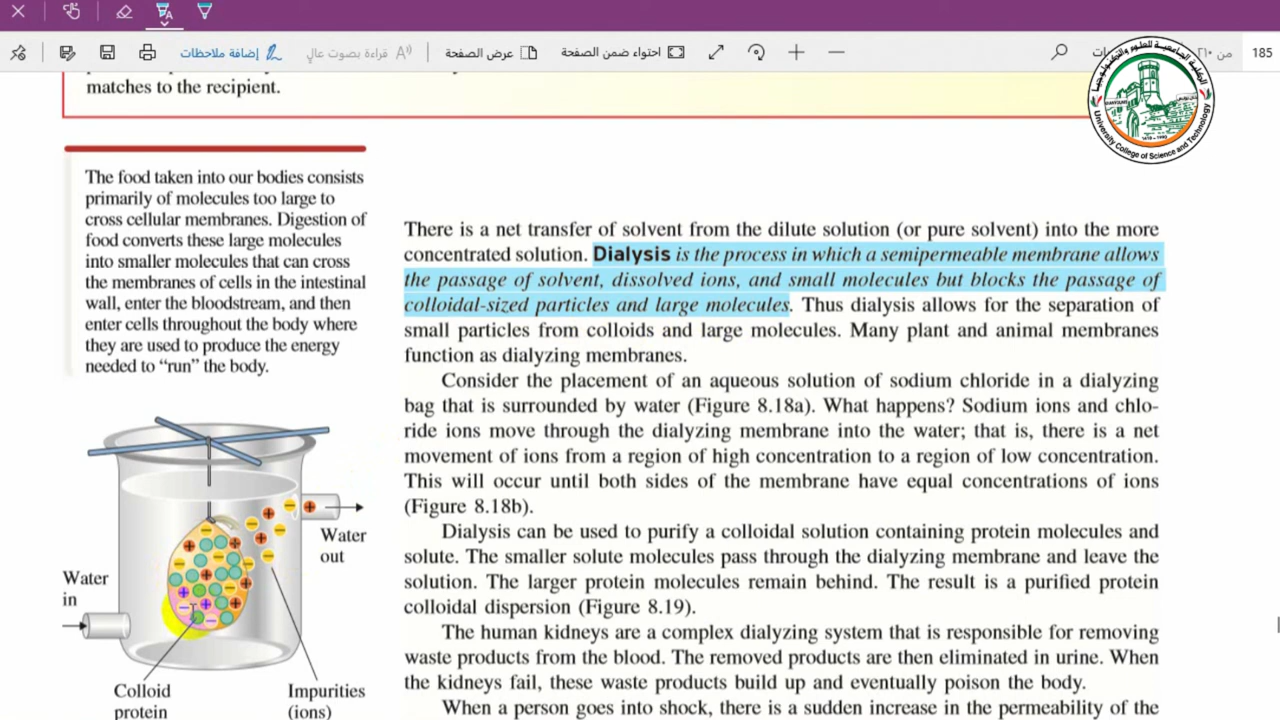 إضافة ملاحظات
قراءة بصوت عالٍ
عرض الصفحة
احتواء ضمن الصفحة
من
185
University College of Science and Technology
matches to the recipient.
The food taken into our bodies consists
primarily of molecules too large to
cross cellular membranes. Digestion of
food converts these large molecules
into smaller molecules that can cross
the membranes of cells in the intestinal
wall, enter the bloodstream, and then
enter cells throughout the body where
they are used to produce the energy
needed to “run” the body.
Water
in
Water
out
Colloid
protein
Impurities
(ions)
There is a net transfer of solvent from the dilute solution (or pure solvent) into the more
concentrated solution. Dialysis is the process in which a semipermeable membrane allows
the passage of solvent, dissolved ions, and small molecules but blocks the passage of
colloidal-sized particles and large molecules. Thus dialysis allows for the separation of
small particles from colloids and large molecules. Many plant and animal membranes
function as dialyzing membranes.
Consider the placement of an aqueous solution of sodium chloride in a dialyzing
bag that is surrounded by water (Figure 8.18a). What happens? Sodium ions and chlo-
ride ions move through the dialyzing membrane into the water; that is, there is a net
movement of ions from a region of high concentration to a region of low concentration.
This will occur until both sides of the membrane have equal concentrations of ions
(Figure 8.18b).
Dialysis can be used to purify a colloidal solution containing protein molecules and
solute. The smaller solute molecules pass through the dialyzing membrane and leave the
solution. The larger protein molecules remain behind. The result is a purified protein
colloidal dispersion (Figure 8.19).
The human kidneys are a complex dialyzing system that is responsible for removing
waste products from the blood. The removed products are then eliminated in urine. When
the kidneys fail, these waste products build up and eventually poison the body.
When a person goes into shock, there is a sudden increase in the permeability of the